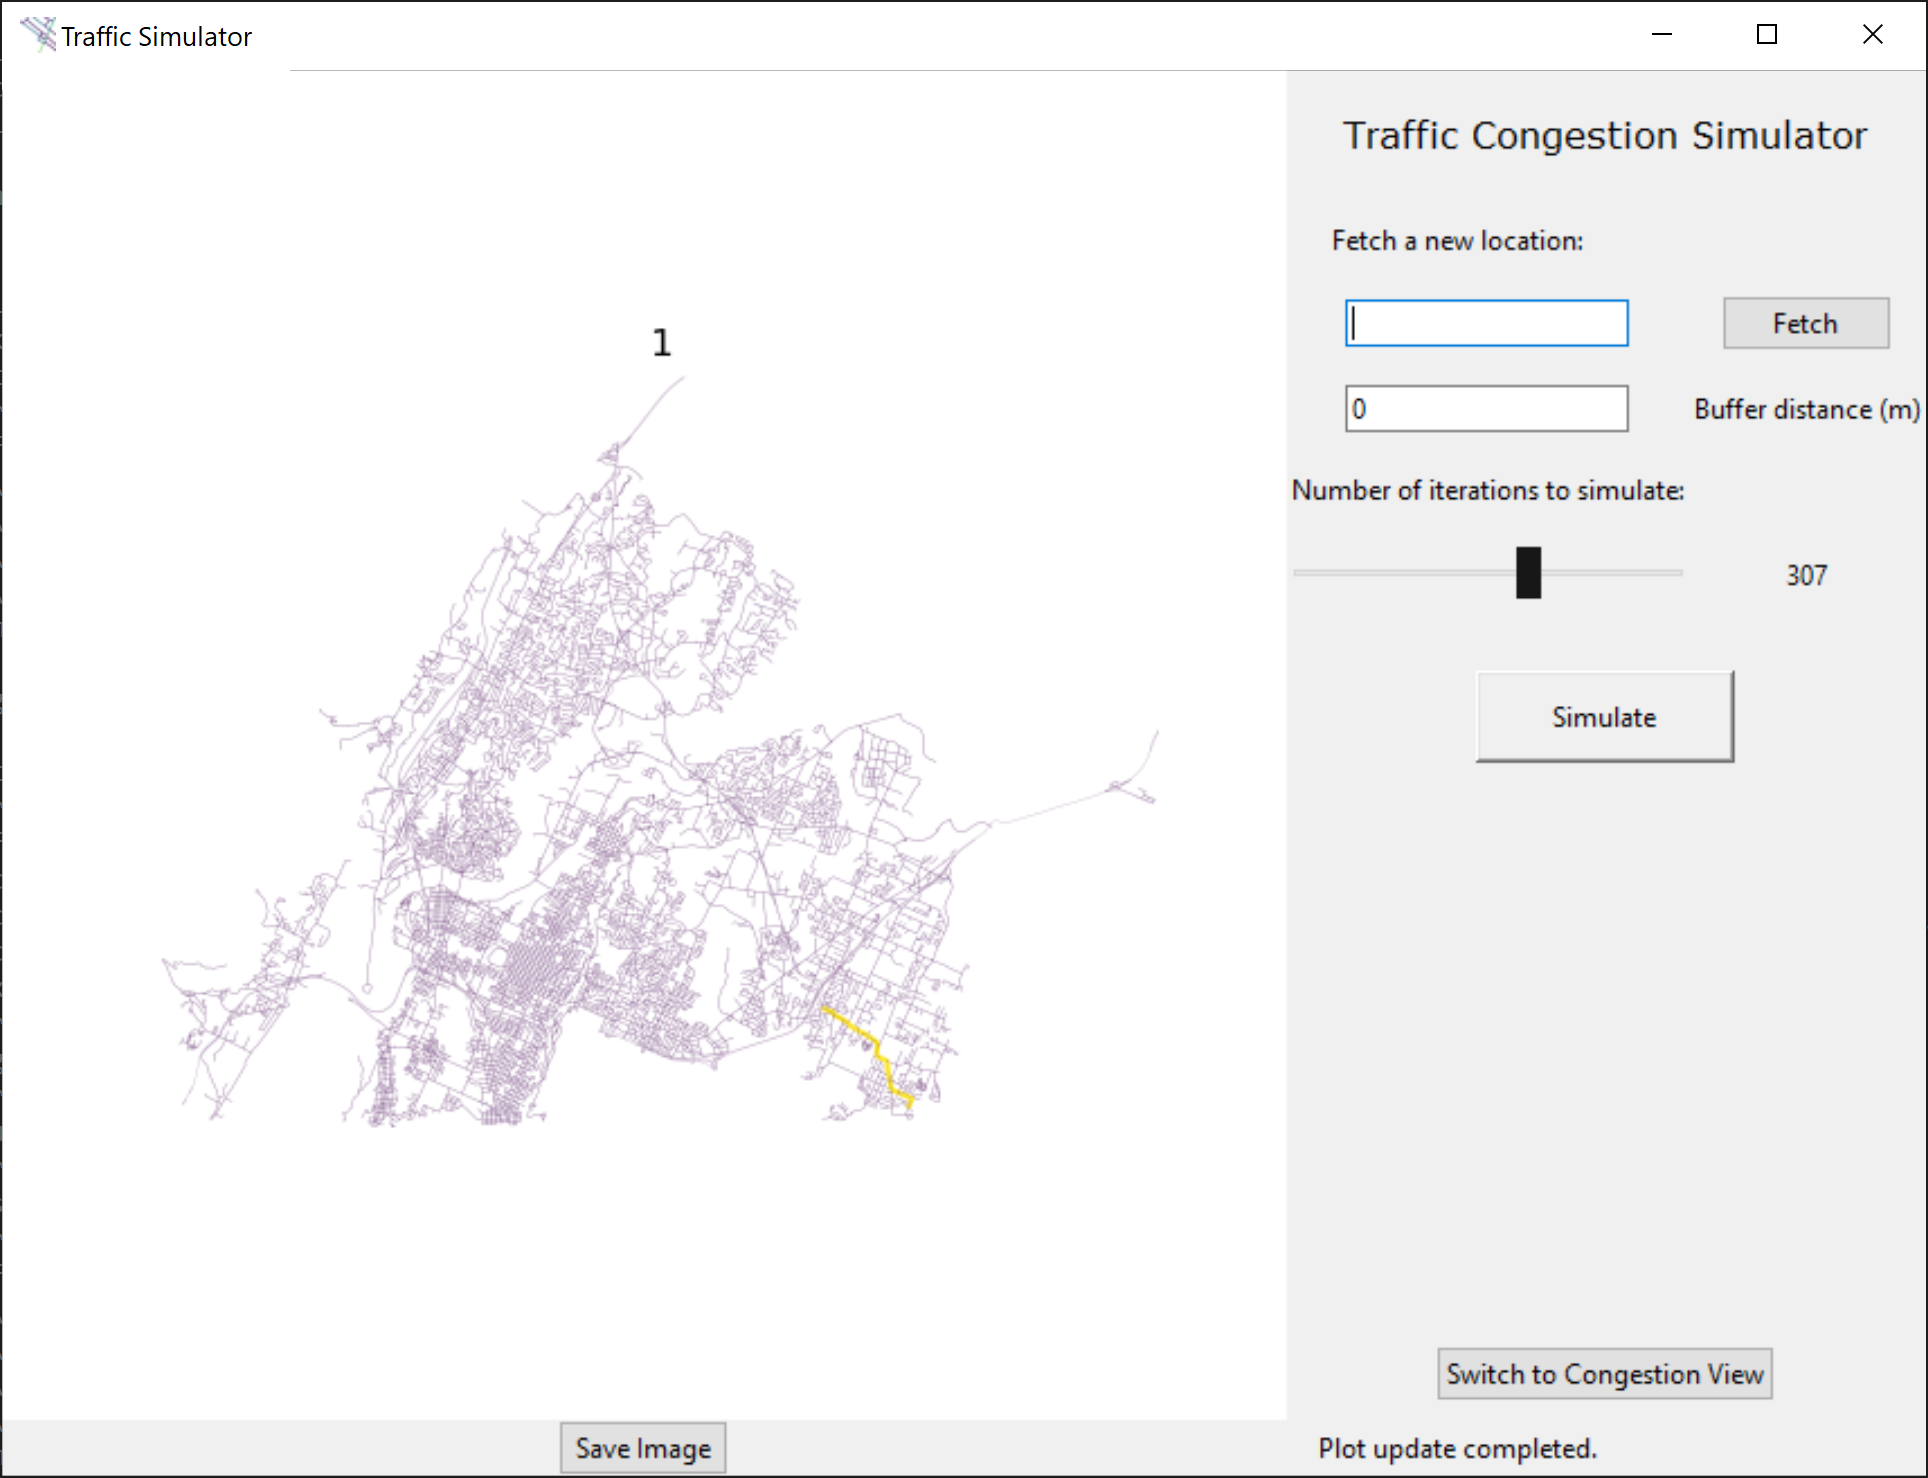 Traffic Simulator
Traffic Congestion Simulator
Fetch a new location:
Fetch
0
Buffer distance (m)
Number of iterations to simulate:
307
Simulate
1
Switch to Congestion View
Save Image
Plot update completed.